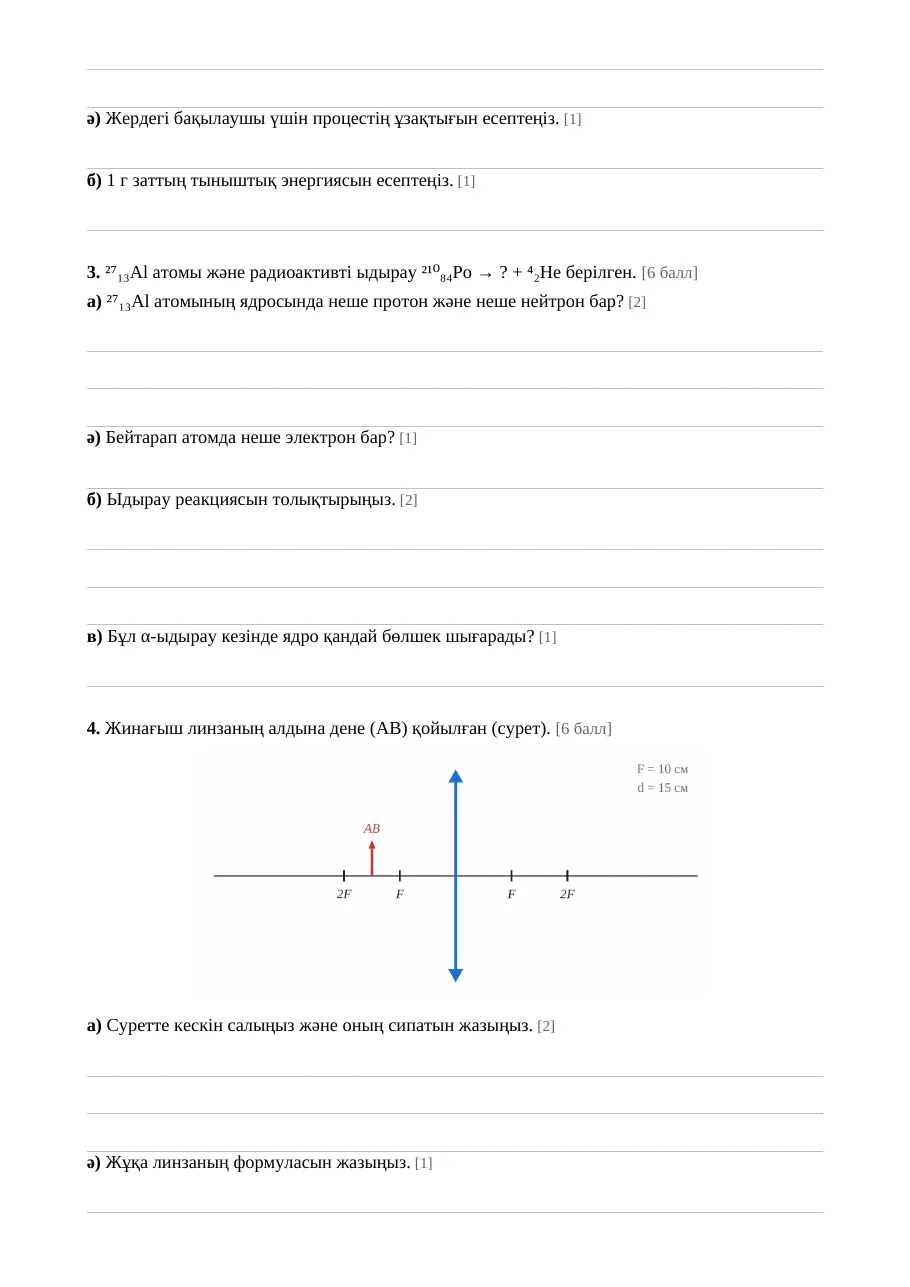 ә) Жердегі бақылаушы үшін процестің ұзақтығын есептеңіз. [1]
б) 1 г заттың тыныштық энергиясын есептеңіз. [1]
3. ²⁷₁₃Al атомы және радиоактивті ыдырау ²¹⁰₈₄Po → ? + ⁴₂He берілген. [6 балл]
а) ²⁷₁₃Al атомының ядросында неше протон және неше нейтрон бар? [2]
ә) Бейтарап атомда неше электрон бар? [1]
б) Ыдырау реакциясын толықтырыңыз. [2]
в) Бұл α-ыдырау кезінде ядро қандай бөлшек шығарады? [1]
4. Жинағыш линзаның алдына дене (AB) қойылған (сурет). [6 балл]
F = 10 см
d = 15 см
AB
2F F F 2F
а) Суретте кескін салыңыз және оның сипатын жазыңыз. [2]
ә) Жұқа линзаның формуласын жазыңыз. [1]